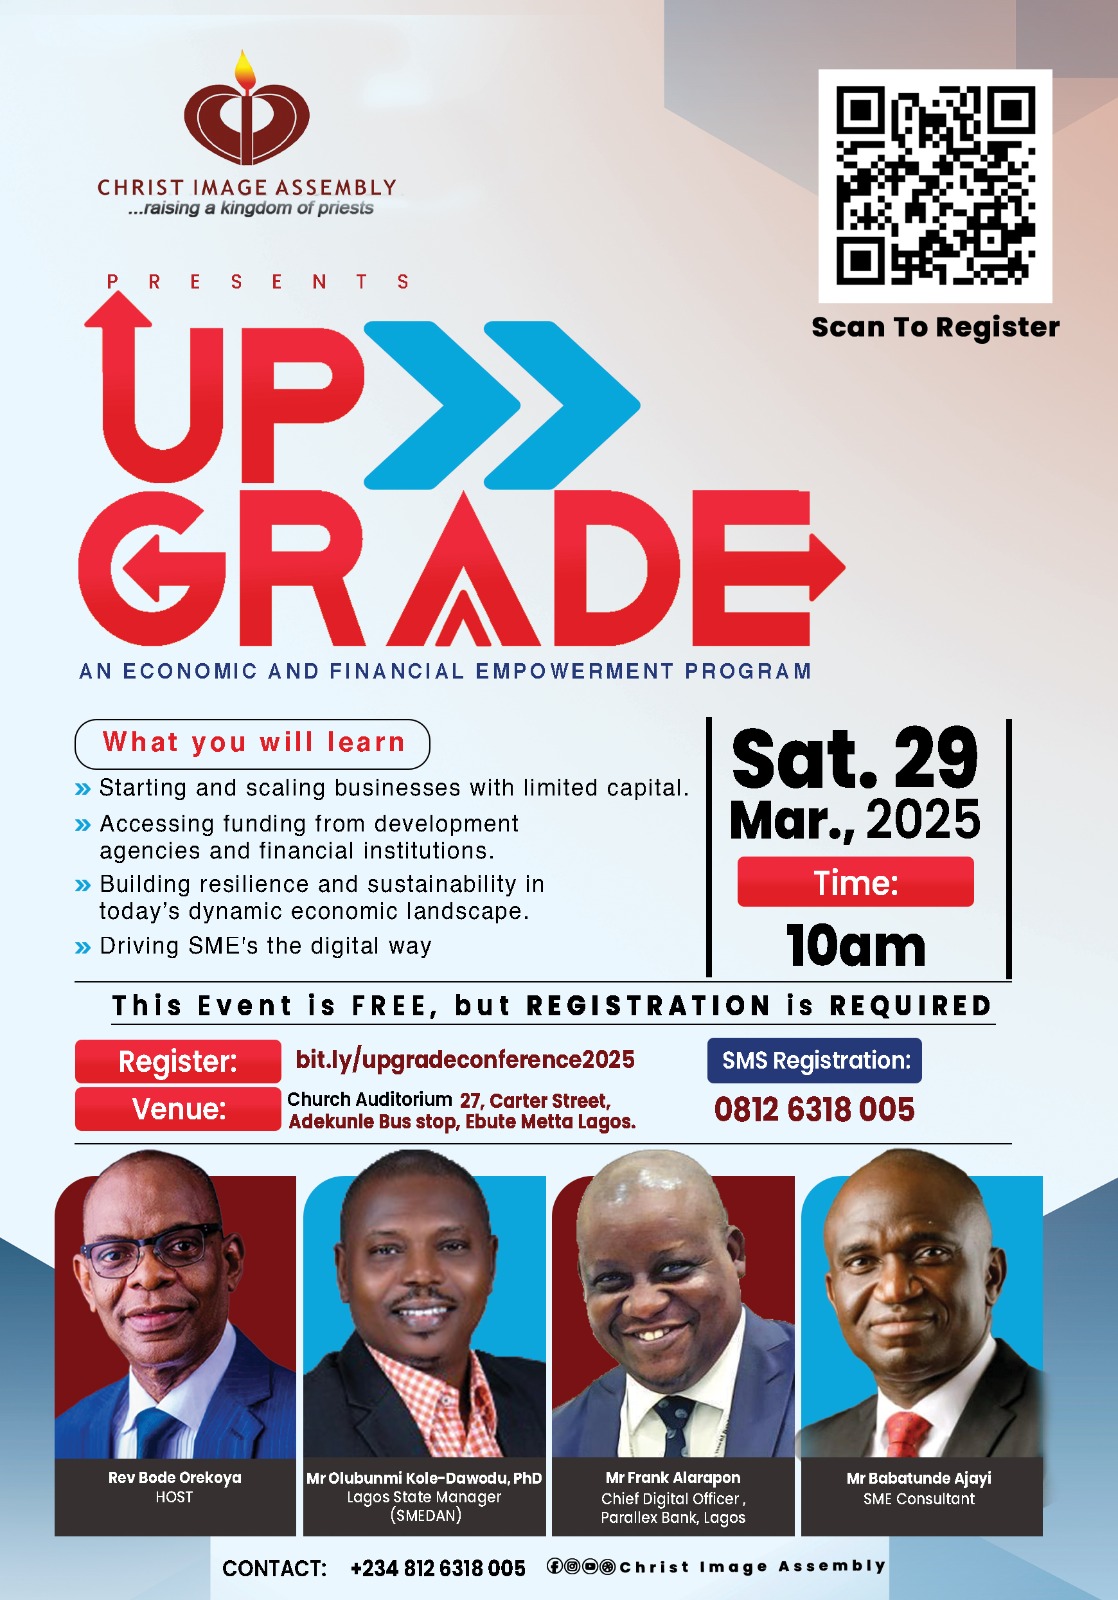 CHRIST IMAGE ASSEMBLY
...raising a kingdom of priests
Scan To Register
PRESENTS
UP
GRADE
AN ECONOMIC AND FINANCIAL EMPOWERMENT PROGRAM
What you will learn
» Starting and scaling businesses with limited capital.
» Accessing funding from development
agencies and financial institutions.
» Building resilience and sustainability in
today's dynamic economic landscape.
» Driving SME's the digital way
Sat. 29
Mar., 2025
Time:
10am
This Event is FREE, but REGISTRATION is REQUIRED
Register: bit.ly/upgradeconference2025
Venue: Church Auditorium 27, Carter Street,
Adekunle Bus stop, Ebute Metta Lagos.
SMS Registration:
0812 6318 005
Rev Bode Orekoya
HOST
Mr Olubunmi Kole-Dawodu, PhD
Lagos State Manager
(SMEDAN)
Mr Frank Alarapon
Chief Digital Officer ,
Parallex Bank, Lagos
Mr Babatunde Ajayi
SME Consultant
CONTACT: +234 812 6318 005 Christ Image Assembly